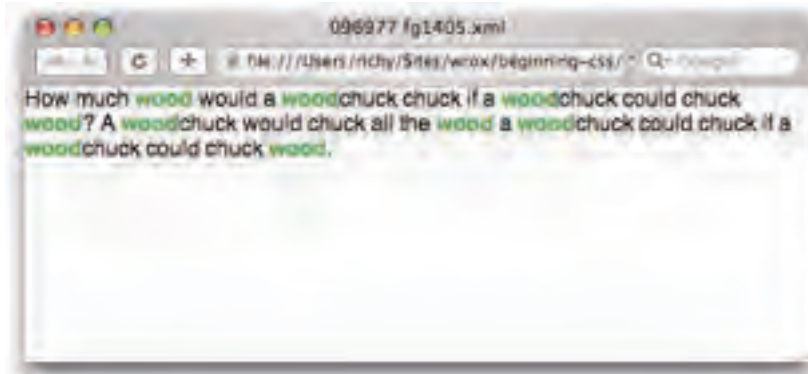 096977 fg1405.xml
file:///Users/richy/Sites/wrox/beginning-css/
How much wood would a woodchuck chuck if a woodchuck could chuck
wood? A woodchuck would chuck all the wood a woodchuck could chuck if a
woodchuck could chuck wood.